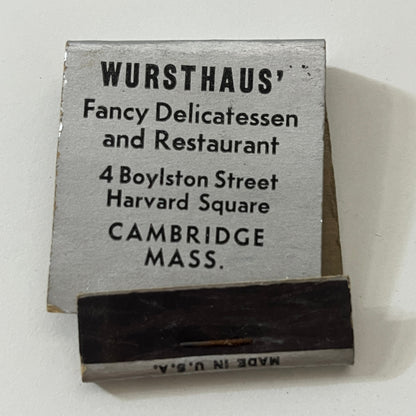 WURSTHAUS'
Fancy Delicatessen
and Restaurant
4 Boylston Street
Harvard Square
CAMBRIDGE
MASS.
MADE IN U.S.A.